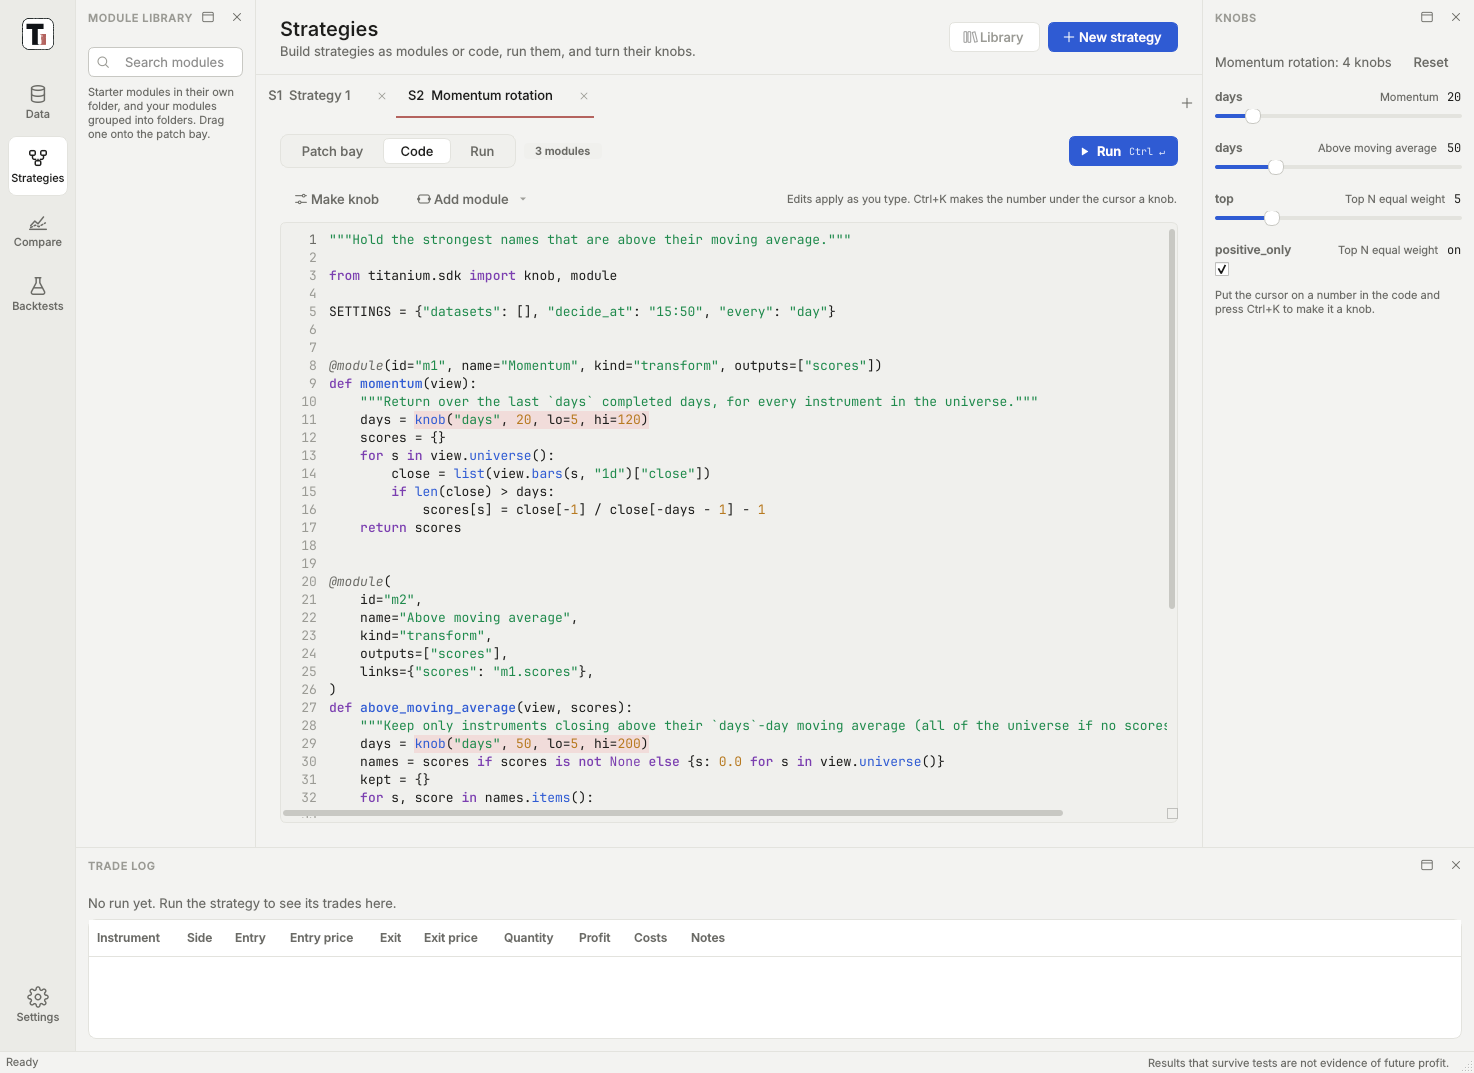 Ti
Data
Strategies
Compare
Backtests
Settings
MODULE LIBRARY
Search modules
Starter modules in their own
folder, and your modules
grouped into folders. Drag
one onto the patch bay.
Strategies
Build strategies as modules or code, run them, and turn their knobs.
Library
New strategy
S1 Strategy 1
S2 Momentum rotation
Patch bay
Code
Run
3 modules
Run Ctrl ↵
Make knob
Add module
Edits apply as you type. Ctrl+K makes the number under the cursor a knob.
1 """Hold the strongest names that are above their moving average."""
2
3 from titanium.sdk import knob, module
4
5 SETTINGS = {"datasets": [], "decide_at": "15:50", "every": "day"}
6
7
8 @module(id="m1", name="Momentum", kind="transform", outputs=["scores"])
9 def momentum(view):
10     """Return over the last `days` completed days, for every instrument in the universe."""
11     days = knob("days", 20, lo=5, hi=120)
12     scores = {}
13     for s in view.universe():
14         close = list(view.bars(s, "1d")["close"])
15         if len(close) > days:
16             scores[s] = close[-1] / close[-days - 1] - 1
17     return scores
18
19
20 @module(
21     id="m2",
22     name="Above moving average",
23     kind="transform",
24     outputs=["scores"],
25     links={"scores": "m1.scores"},
26 )
27 def above_moving_average(view, scores):
28     """Keep only instruments closing above their `days`-day moving average (all of the universe if no scores
29     days = knob("days", 50, lo=5, hi=200)
30     names = scores if scores is not None else {s: 0.0 for s in view.universe()}
31     kept = {}
32     for s, score in names.items():
KNOBS
Momentum rotation: 4 knobs
Reset
days Momentum 20
days Above moving average 50
top Top N equal weight 5
positive_only Top N equal weight on
Put the cursor on a number in the code and
press Ctrl+K to make it a knob.
TRADE LOG
No run yet. Run the strategy to see its trades here.
Instrument Side Entry Entry price Exit Exit price Quantity Profit Costs Notes
Ready
Results that survive tests are not evidence of future profit.